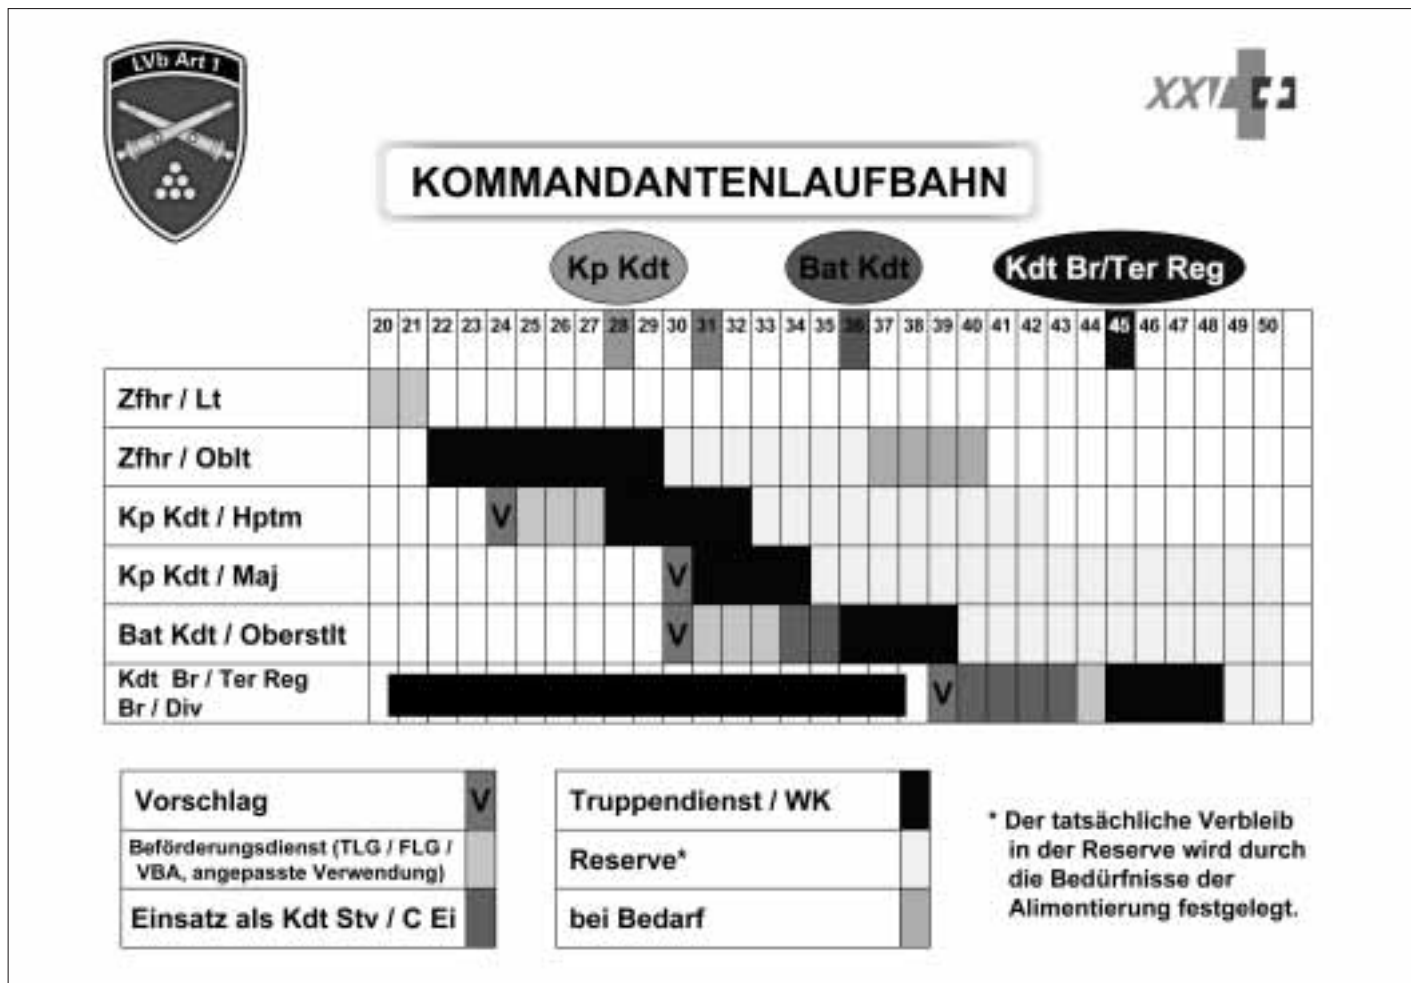 LVb Art 1
XXI
KOMMANDANTENLAUFBAHN
Kp Kdt
Bat Kdt
Kdt Br/Ter Reg
20 21 22 23 24 25 26 27 28 29 30 31 32 33 34 35 36 37 38 39 40 41 42 43 44 45 46 47 48 49 50
Zfhr / Lt
Zfhr / Oblt
Kp Kdt / Hptm
V
Kp Kdt / Maj
V
Bat Kdt / Oberstlt
V
Kdt Br / Ter Reg
Br / Div
V
Vorschlag
V
Beförderungsdienst (TLG / FLG /
VBA, angepasste Verwendung)
Einsatz als Kdt Stv / C Ei
Truppendienst / WK
Reserve*
bei Bedarf
* Der tatsächliche Verbleib
in der Reserve wird durch
die Bedürfnisse der
Alimentierung festgelegt.